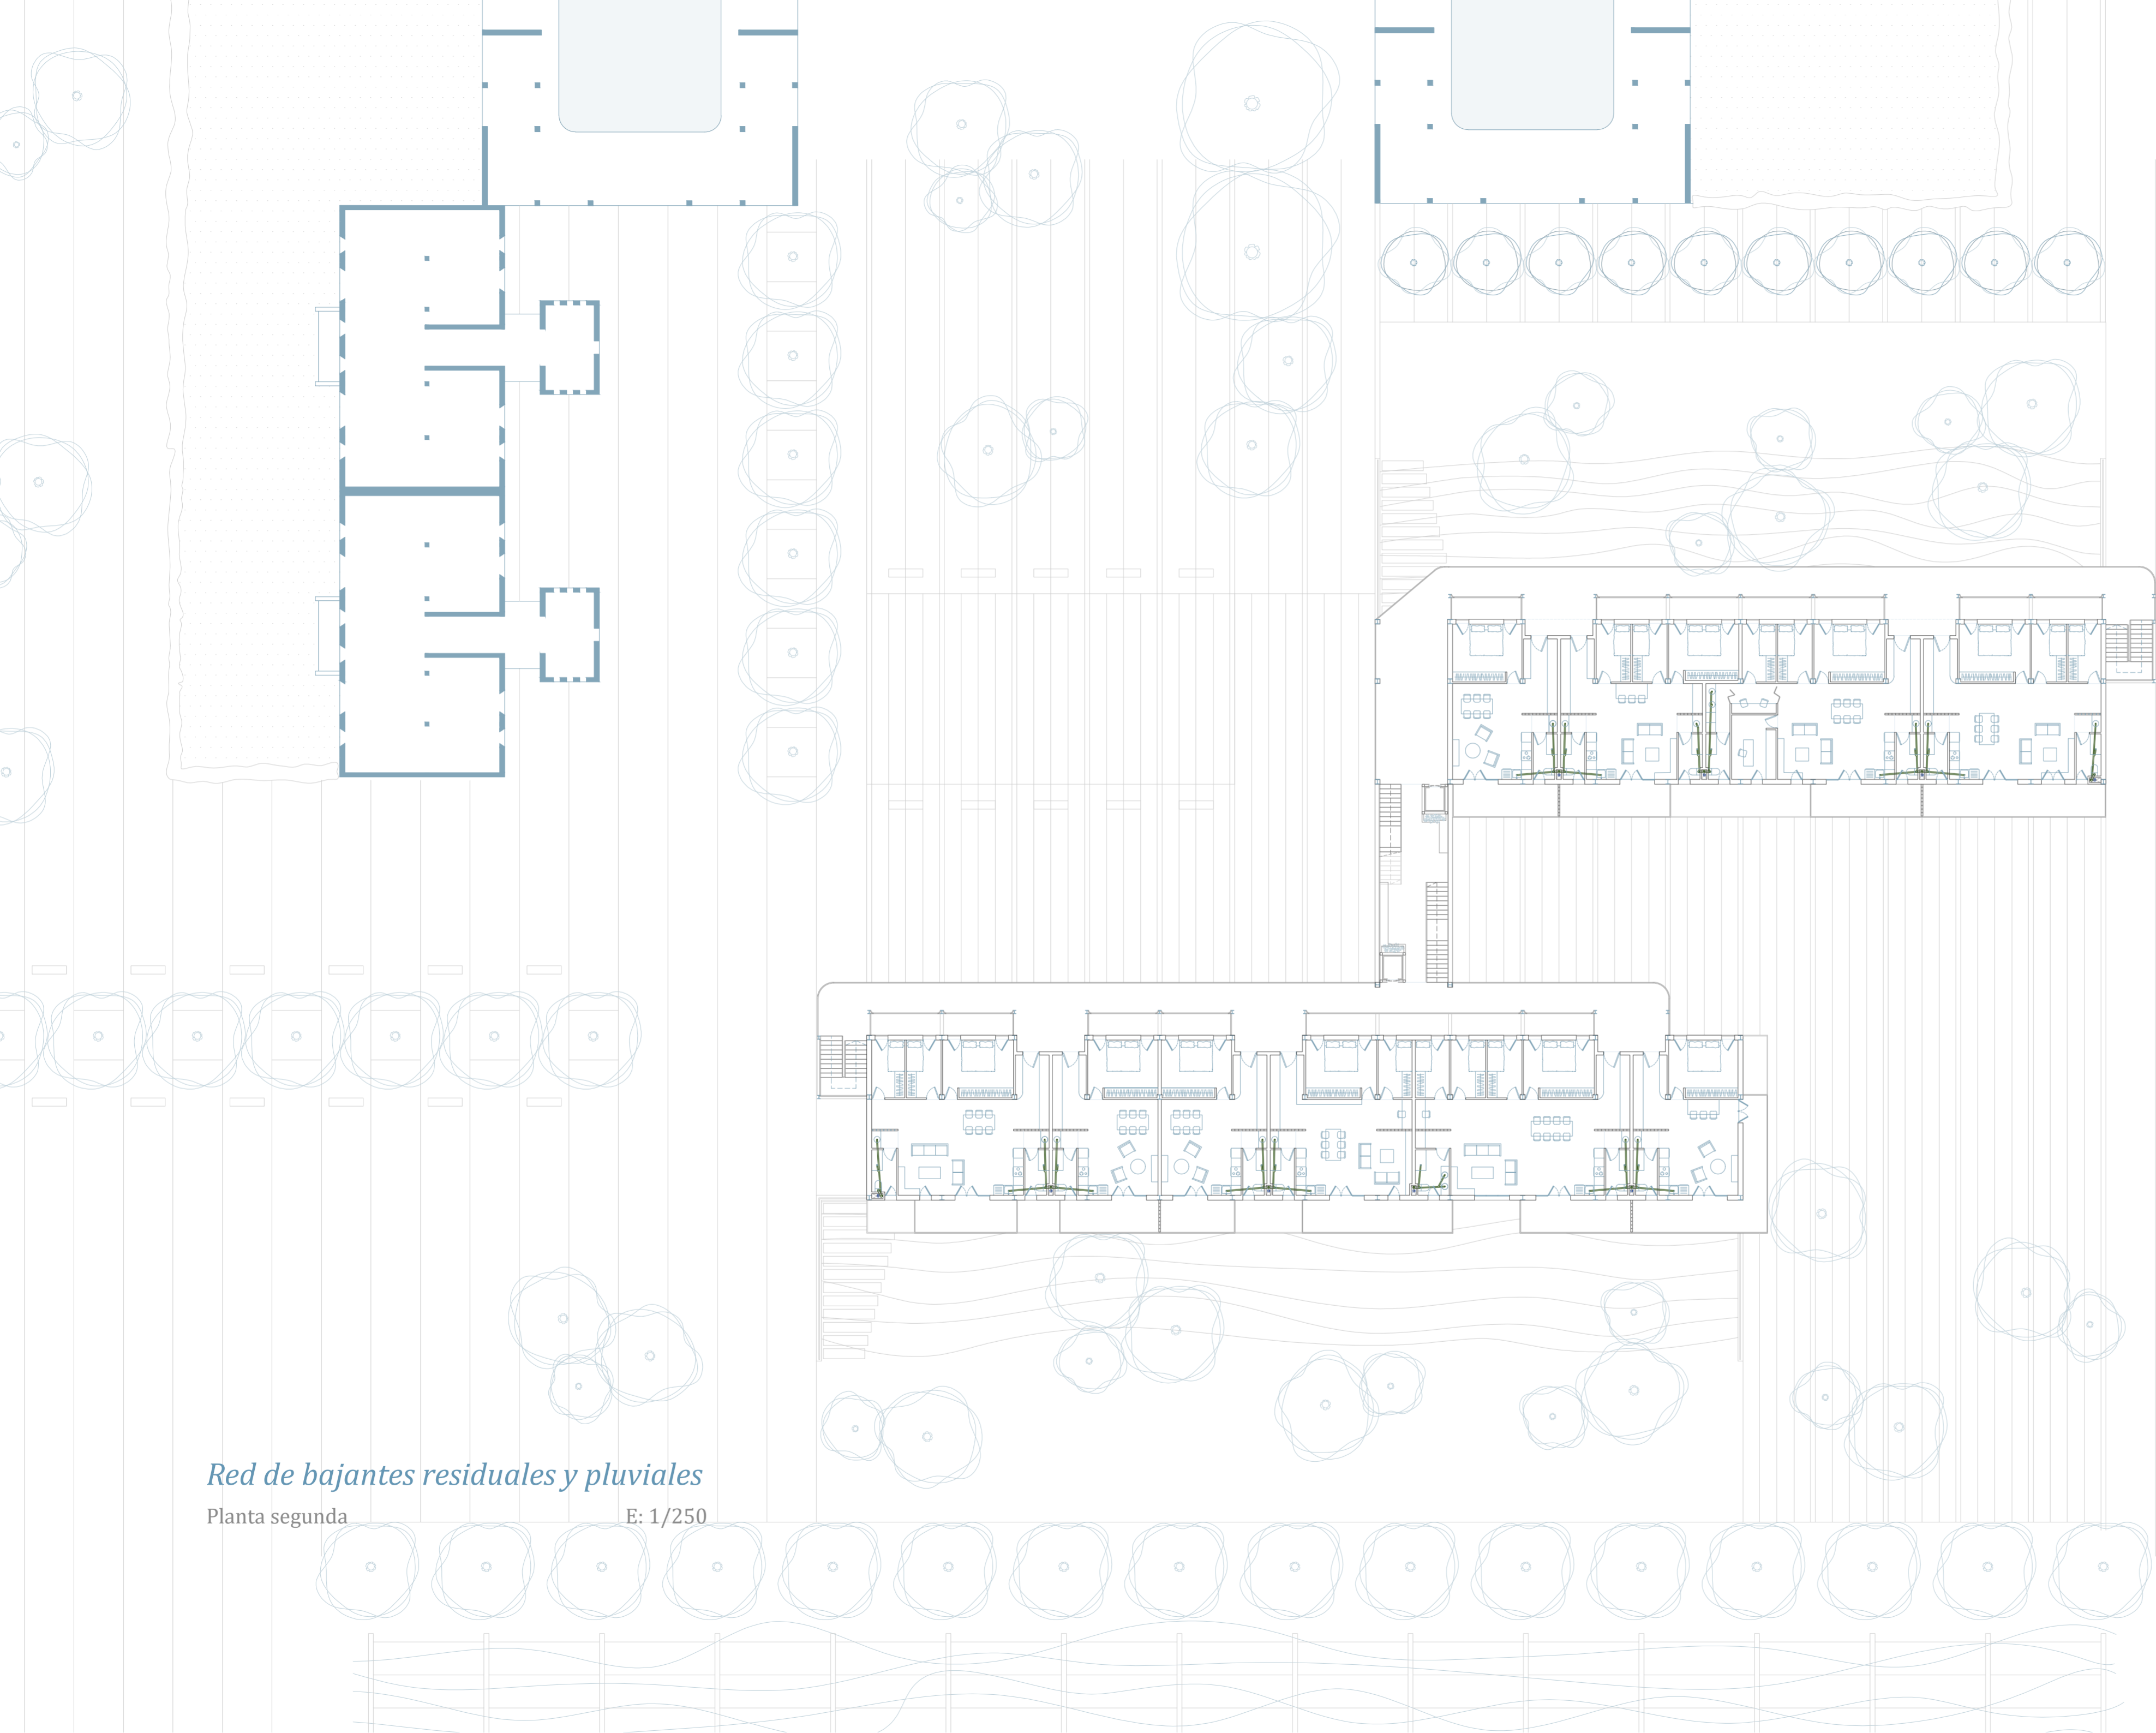 Red de bajantes residuales y pluviales
Planta segunda E: 1/250